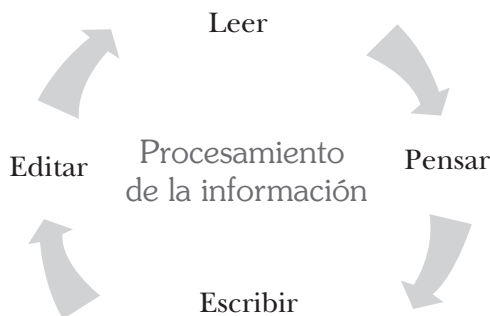 Leer
Pensar
Escribir
Editar
Procesamiento
de la información